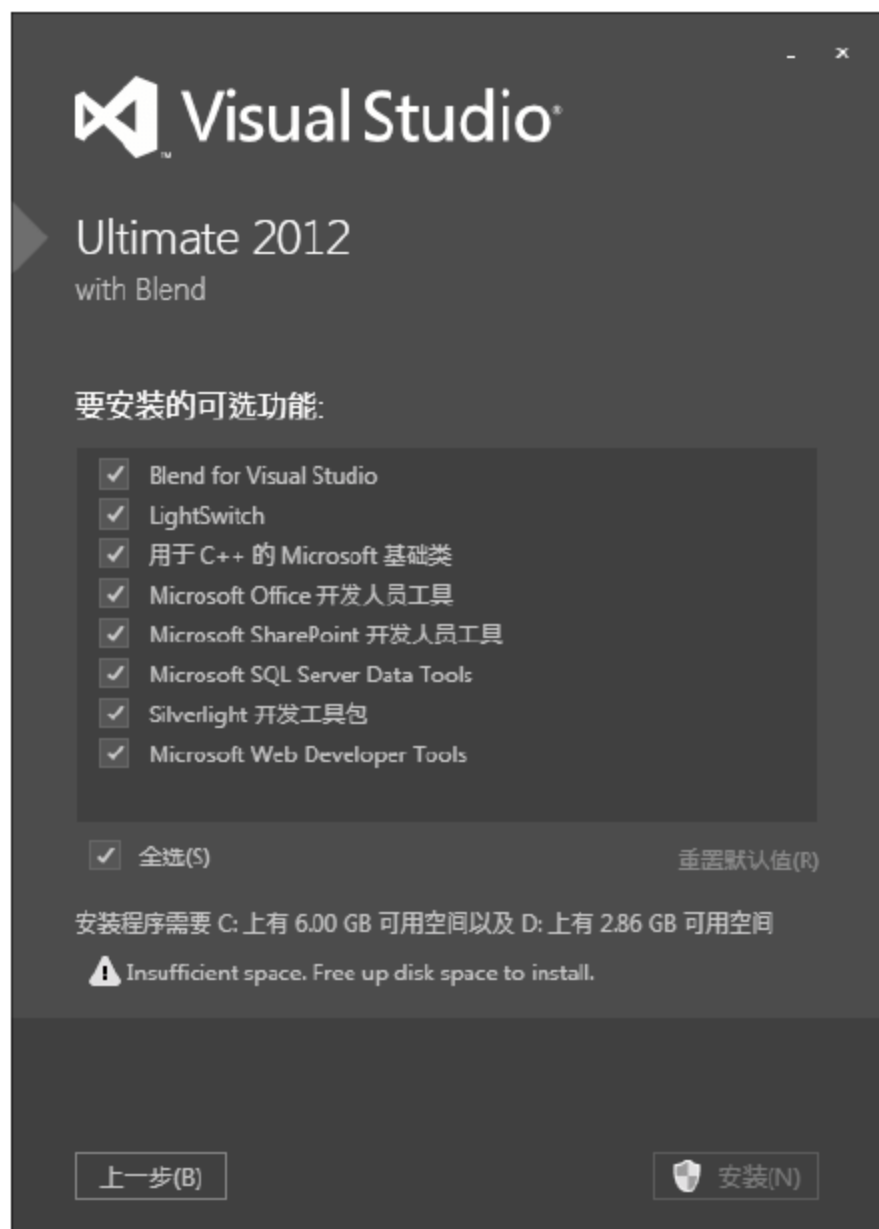 Visual Studio®
™
Ultimate 2012
with Blend
要安装的可选功能:
Blend for Visual Studio
LightSwitch
用于 C++ 的 Microsoft 基础类
Microsoft Office 开发人员工具
Microsoft SharePoint 开发人员工具
Microsoft SQL Server Data Tools
Silverlight 开发工具包
Microsoft Web Developer Tools
全选(S)
重置默认值(R)
安装程序需要 C: 上有 6.00 GB 可用空间以及 D: 上有 2.86 GB 可用空间
Insufficient space. Free up disk space to install.
上一步(B)
安装(N)